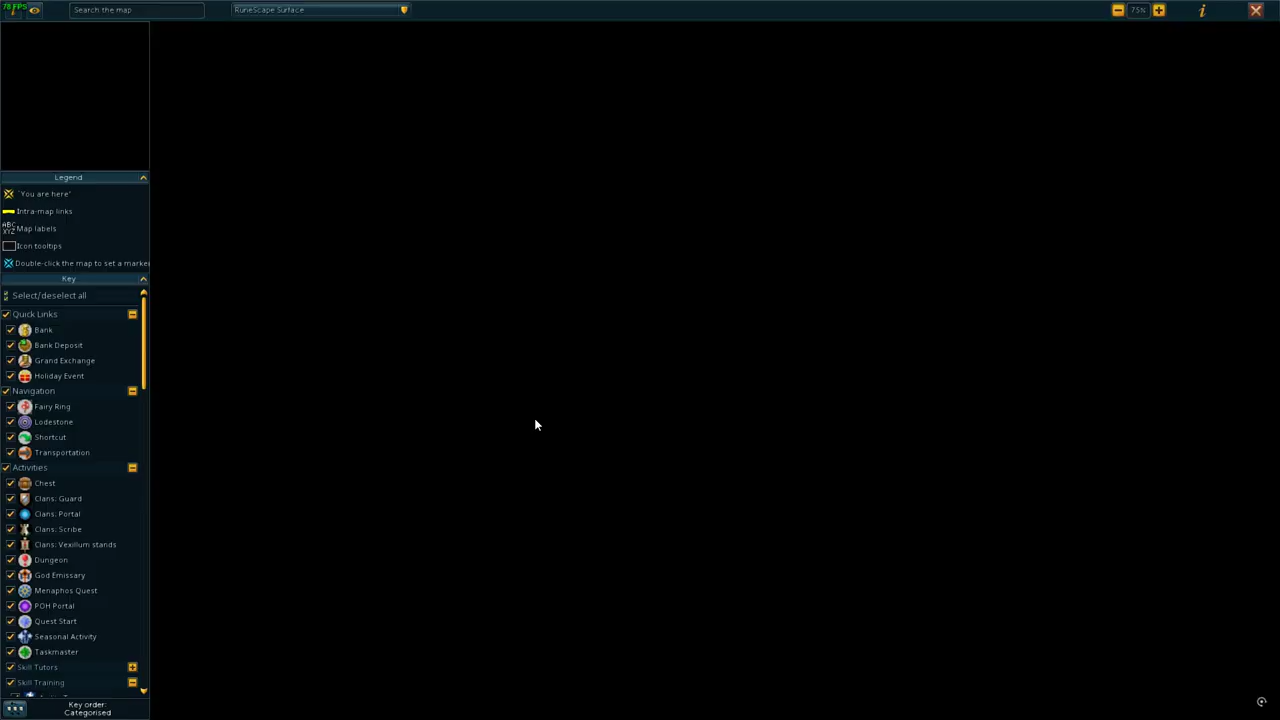 78 FPS
Search the map
RuneScape Surface
75%
Legend
'You are here'
Intra-map links
ABC
XYZ
Map labels
Icon tooltips
Double-click the map to set a marke
Key
Select/deselect all
Quick Links
Bank
Bank Deposit
Grand Exchange
Holiday Event
Navigation
Fairy Ring
Lodestone
Shortcut
Transportation
Activities
Chest
Clans: Guard
Clans: Portal
Clans: Scribe
Clans: Vexillum stands
Dungeon
God Emissary
Menaphos Quest
POH Portal
Quest Start
Seasonal Activity
Taskmaster
Skill Tutors
Skill Training
Key order:
Categorised